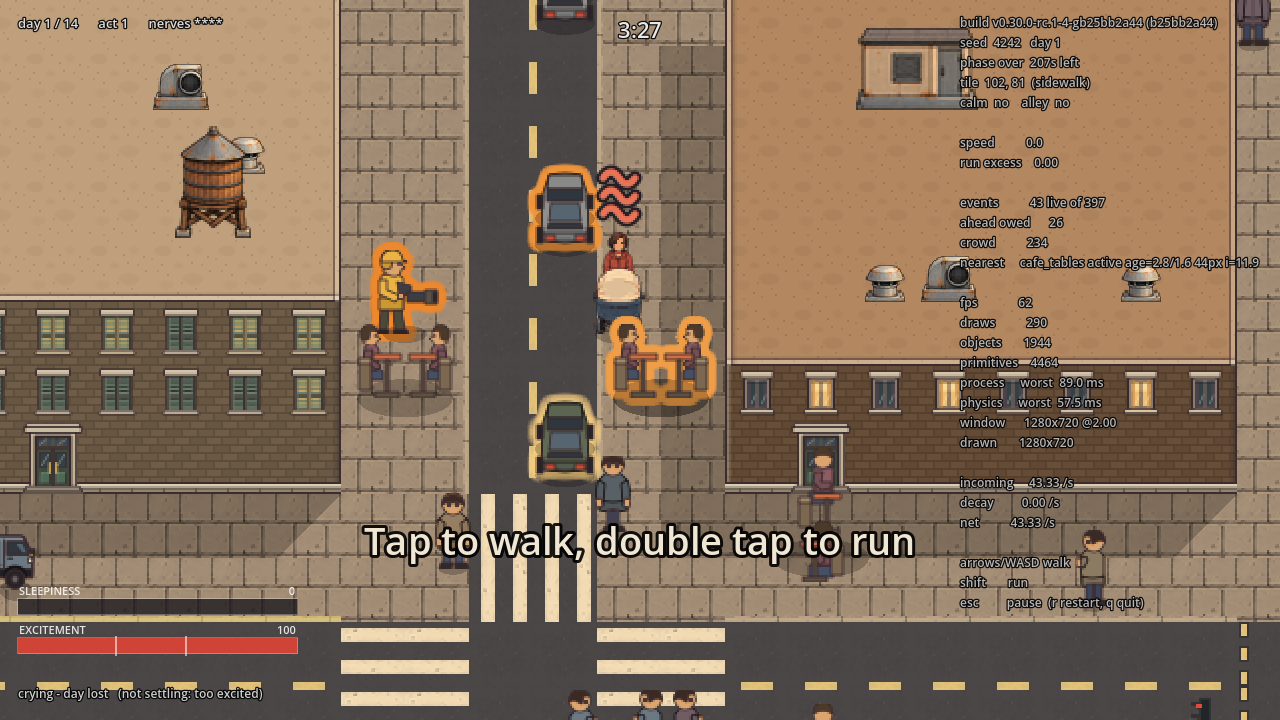 day 1 / 14 act 1 nerves ****
3:27
build v0.30.0-rc.1-4-gb25bb2a44 (b25bb2a44)
seed 4242 day 1
phase over 207s left
tile 102, 81 (sidewalk)
calm no alley no
speed 0.0
run excess 0.00
events 43 live of 397
ahead owed 26
crowd 234
nearest cafe_tables active age=2.8/1.6 44px i=11.9
fps 62
draws 290
objects 1944
primitives 4464
process worst 89.0 ms
physics worst 57.5 ms
window 1280x720 @2.00
drawn 1280x720
incoming 43.33 /s
decay 0.00 /s
net 43.33 /s
Tap to walk, double tap to run
arrows/WASD walk
shift run
esc pause (r restart, q quit)
SLEEPINESS 0
EXCITEMENT 100
crying - day lost (not settling: too excited)